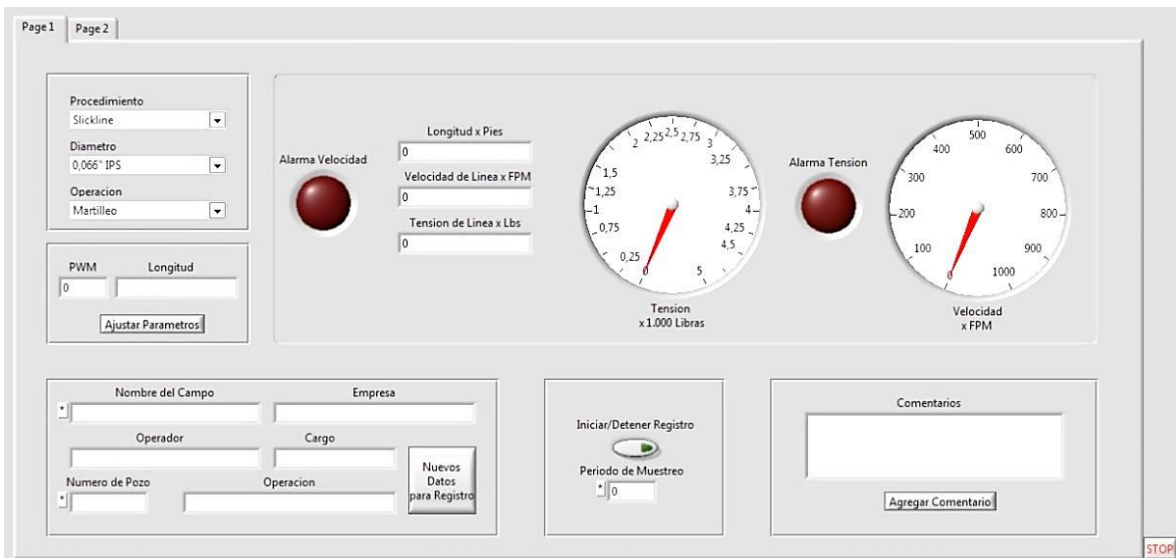 Page 1
Page 2
Procedimiento
Slickline
Diametro
0,066" IPS
Operacion
Martilleo
PWM
Longitud
0
Ajustar Parametros
Alarma Velocidad
Longitud x Pies
0
Velocidad de Linea x FPM
0
Tension de Linea x Lbs
0
0
0,25
0,75
1
1,25
1,5
2
2,25
2,5
2,75
3
3,25
3,75
4
4,25
4,5
5
Tension
x 1.000 Libras
Alarma Tension
0
100
200
300
400
500
600
700
800
900
1000
Velocidad
x FPM
Nombre del Campo
Empresa
*
Operador
Cargo
Numero de Pozo
Operacion
*
Nuevos
Datos
para Registro
Iniciar/Detener Registro
Periodo de Muestreo
* 0
Comentarios
Agregar Comentario
STOP